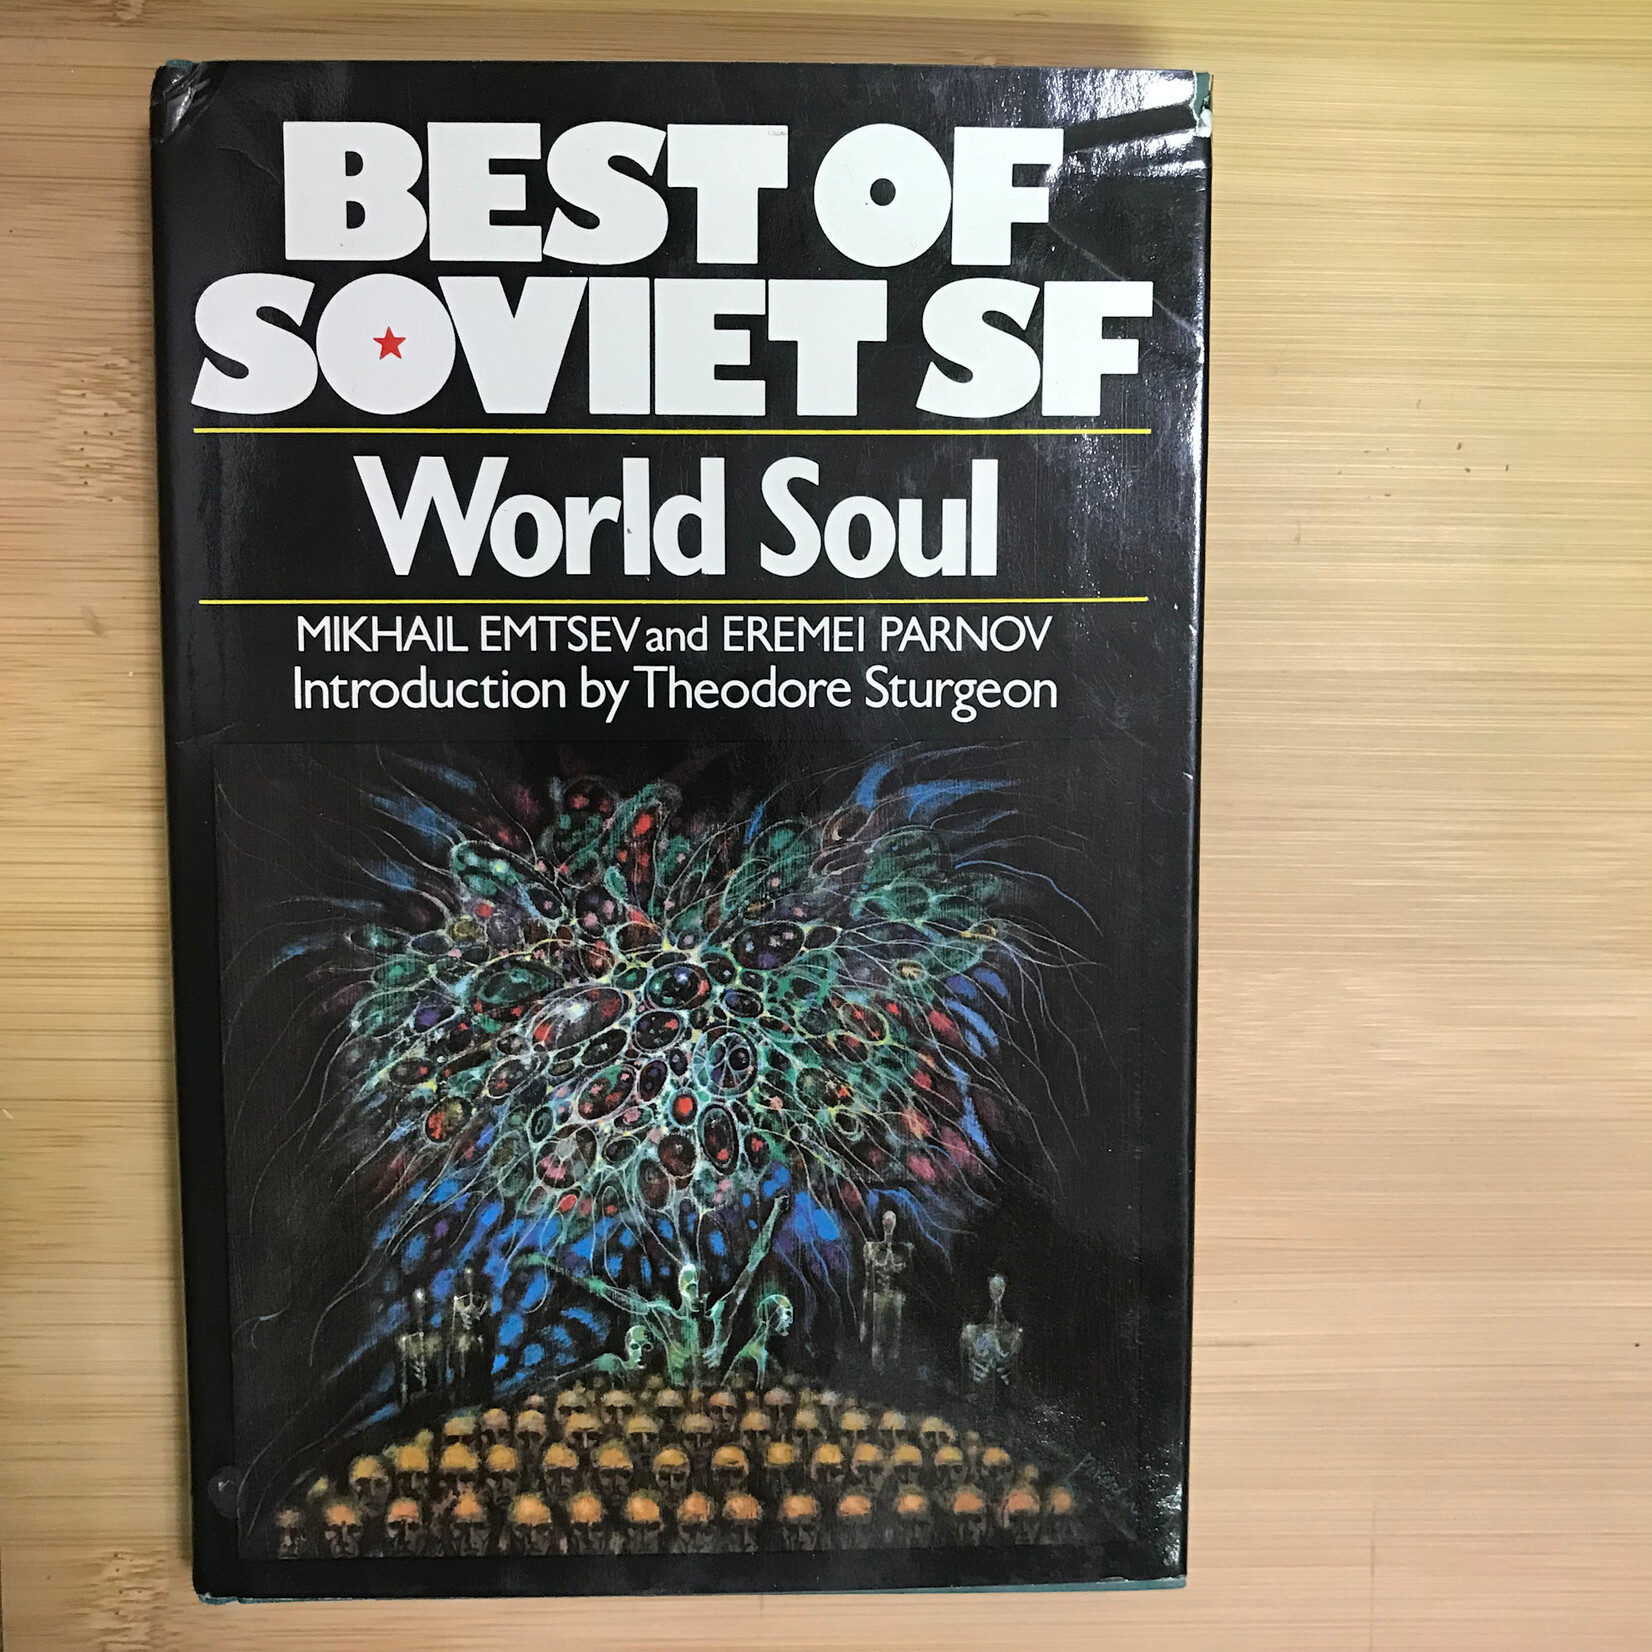 BEST OF
SOVIET SF
World Soul
MIKHAIL EMTSEV and EREMEI PARNOV
Introduction by Theodore Sturgeon